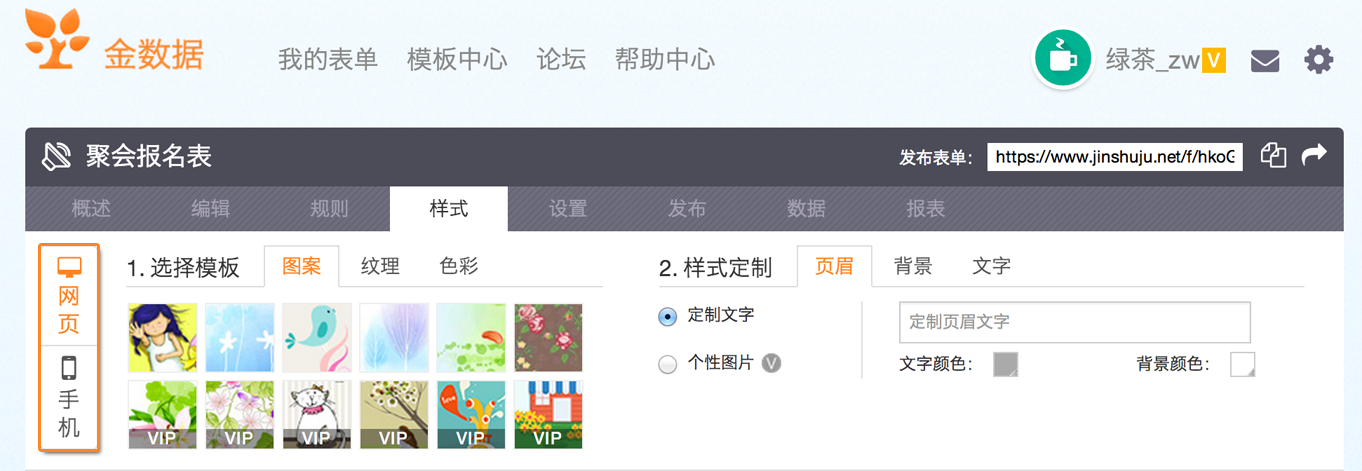 金数据 我的表单 模板中心 论坛 帮助中心 绿茶_zw V
聚会报名表 发布表单: https://www.jinshuju.net/f/hkoG
概述 编辑 规则 样式 设置 发布 数据 报表
网页
手机
1. 选择模板 图案 纹理 色彩
VIP VIP VIP VIP love VIP VIP
2. 样式定制 页眉 背景 文字
定制文字
个性图片 V
定制页眉文字
文字颜色: 背景颜色: